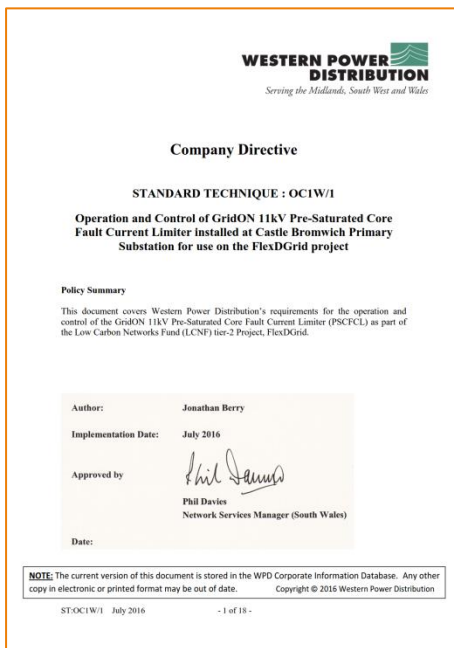 WESTERN POWER
DISTRIBUTION
Serving the Midlands, South West and Wales
Company Directive
STANDARD TECHNIQUE : OC1W/1
Operation and Control of GridON 11kV Pre-Saturated Core
Fault Current Limiter installed at Castle Bromwich Primary
Substation for use on the FlexDGrid project
Policy Summary
This document covers Western Power Distribution's requirements for the operation and
control of the GridON 11kV Pre-Saturated Core Fault Current Limiter (PSCFCL) as part of
the Low Carbon Networks Fund (LCNF) tier-2 Project, FlexDGrid.
Author: Jonathan Berry
Implementation Date: July 2016
Approved by
Phil Davies
Network Services Manager (South Wales)
Date:
NOTE: The current version of this document is stored in the WPD Corporate Information Database. Any other
copy in electronic or printed format may be out of date. Copyright © 2016 Western Power Distribution
ST:OC1W/1 July 2016 - 1 of 18 -